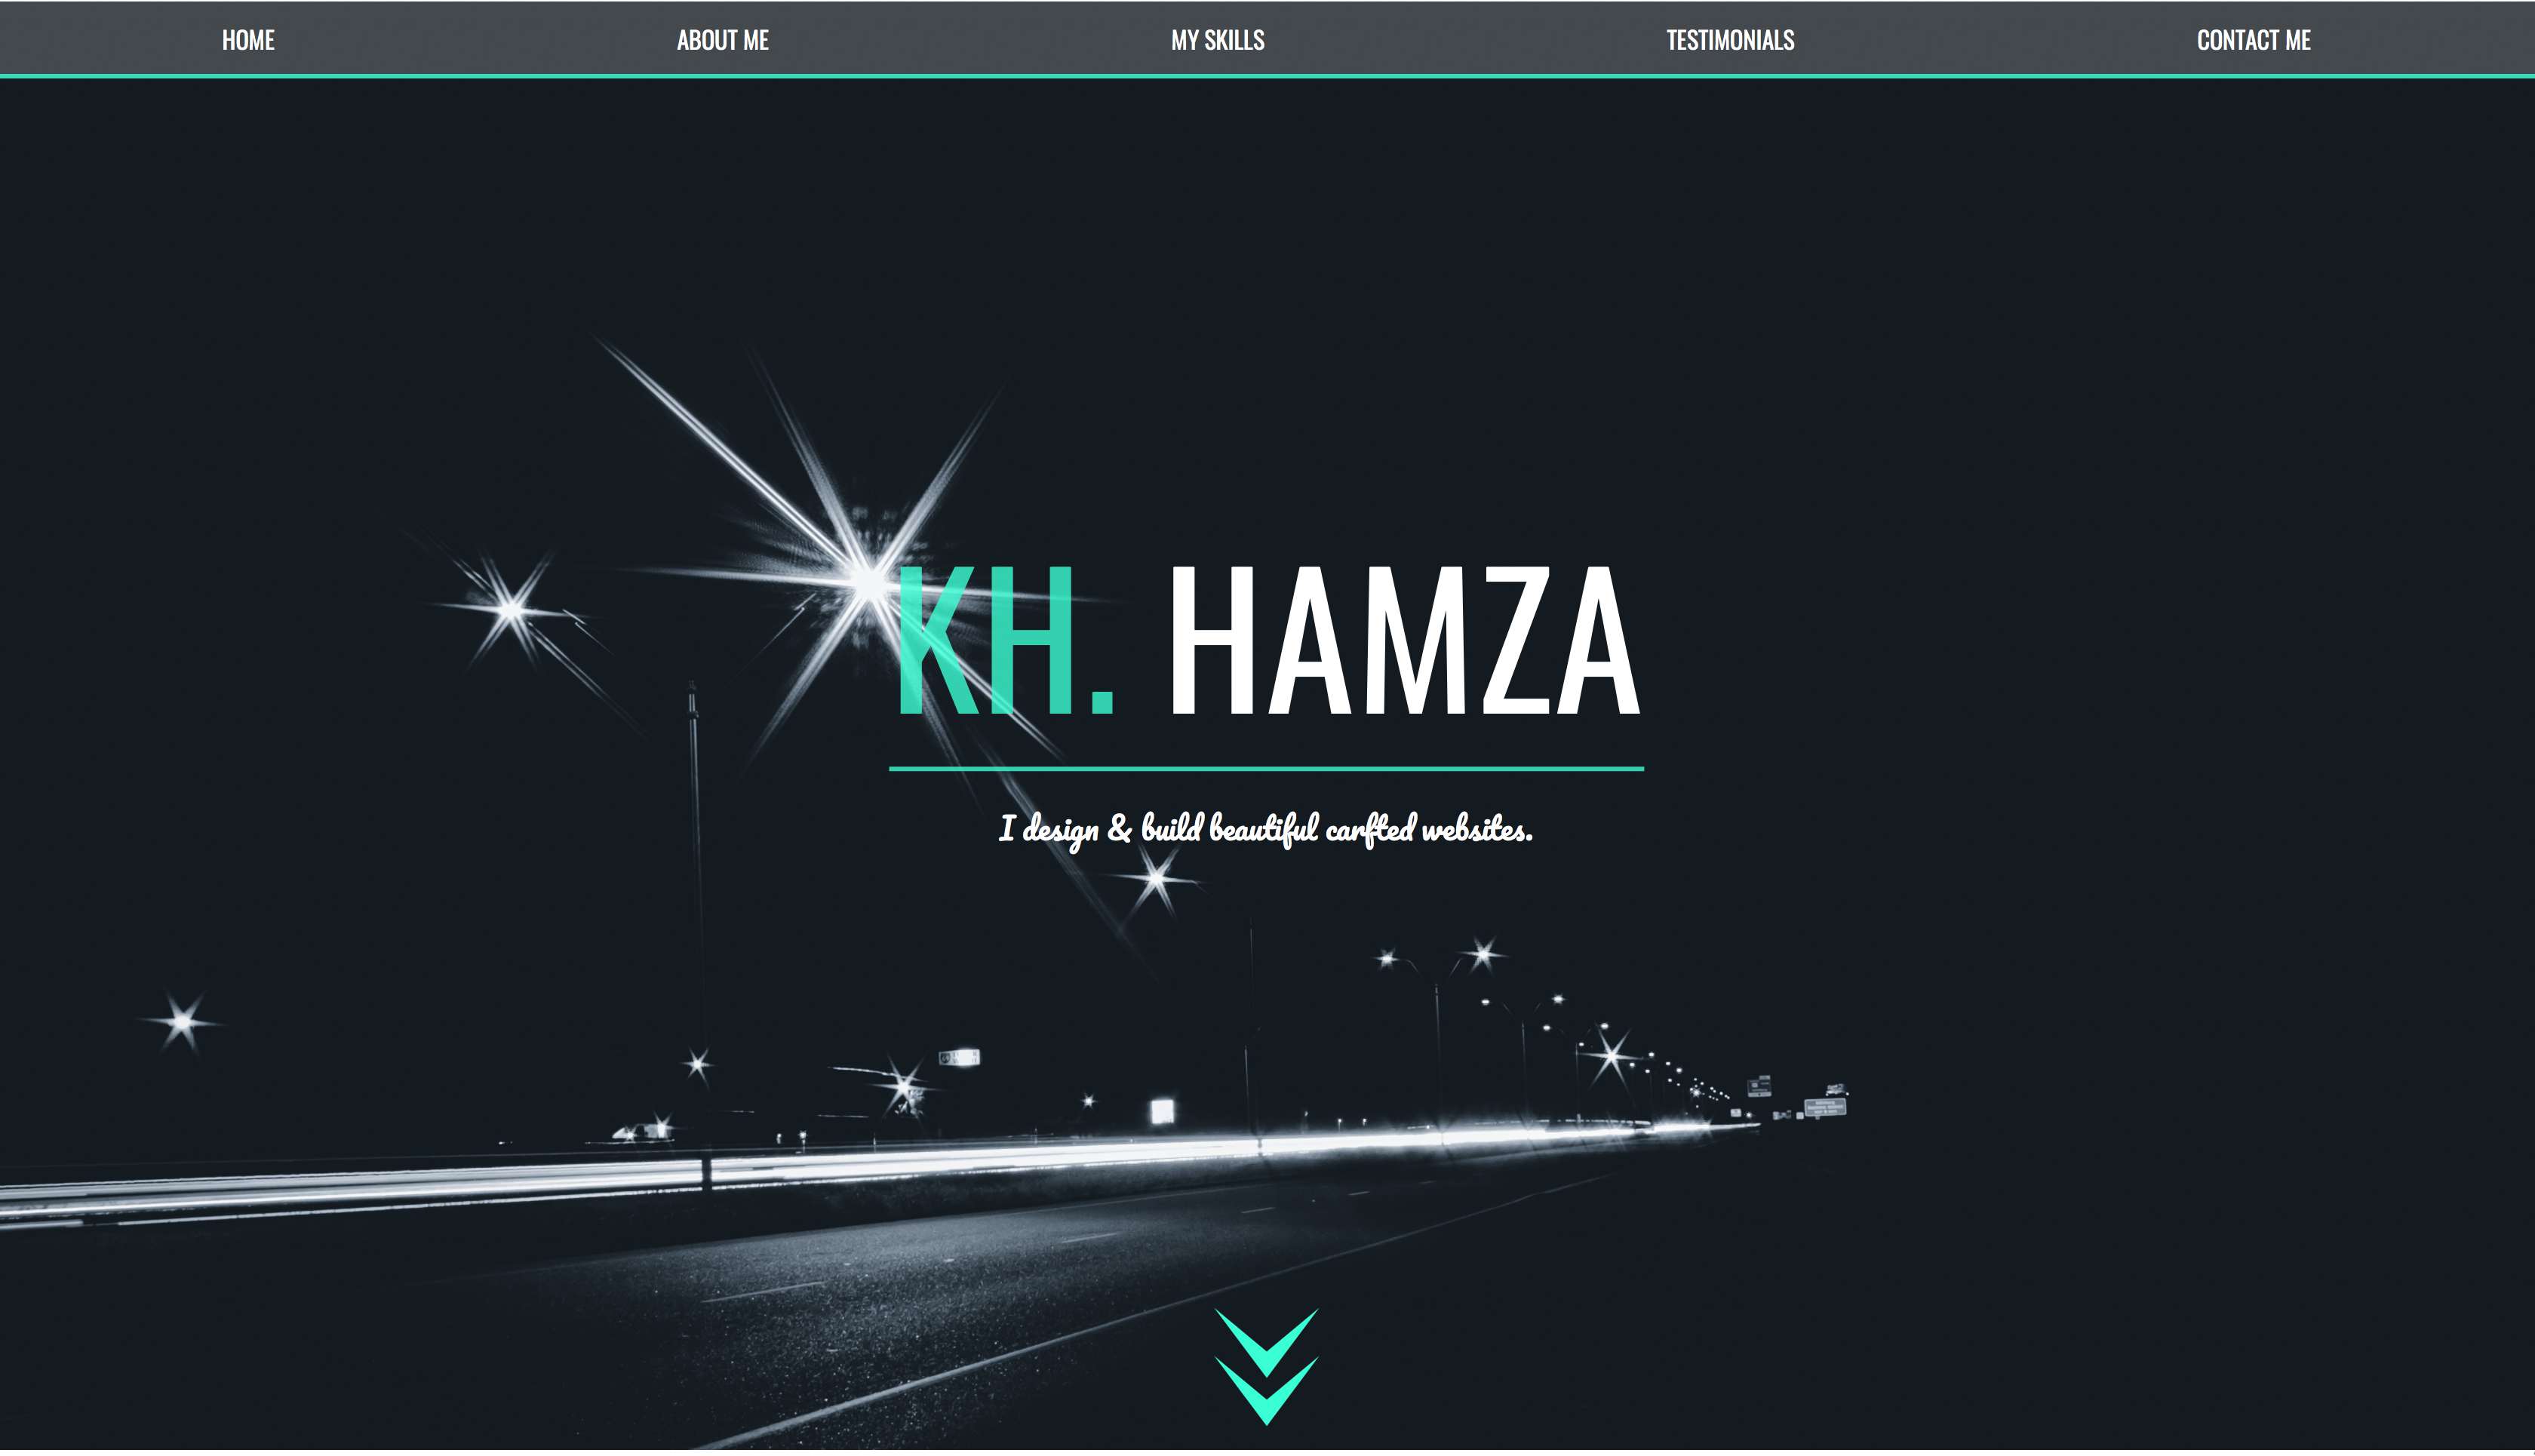 HOME ABOUT ME MY SKILLS TESTIMONIALS CONTACT ME
KH. HAMZA
I design & build beautiful carfted websites.